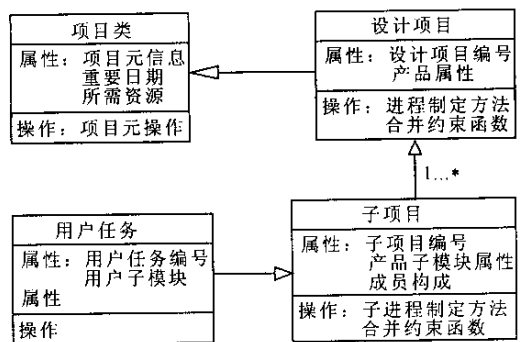 项目类
属性：项目元信息
重要日期
所需资源
操作：项目元操作
设计项目
属性：设计项目编号
产品属性
操作：进程制定方法
合并约束函数
1…*
用户任务
属性：用户任务编号
用户子模块
属性
操作
子项目
属性：子项目编号
产品子模块属性
成员构成
操作：子进程制定方法
合并约束函数